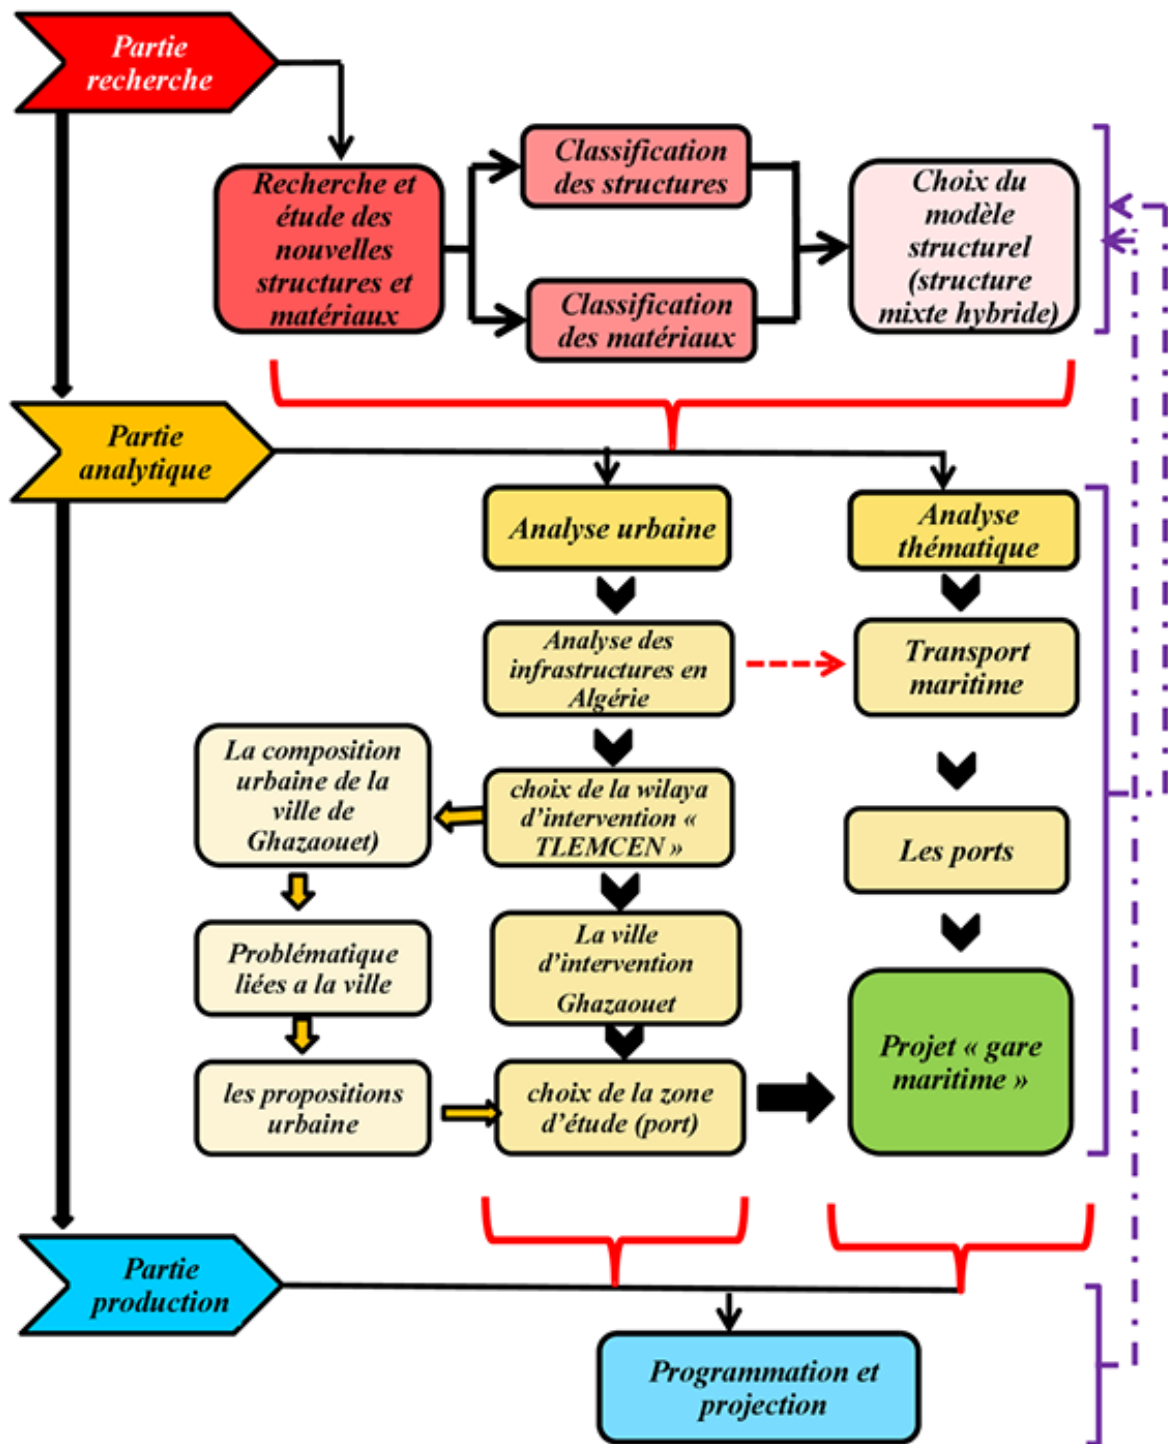 Partie
recherche
Recherche et
étude des
nouvelles
structures et
matériaux
Classification
des structures
Classification
des matériaux
Choix du
modèle
structurel
(structure
mixte hybride)
Partie
analytique
Analyse urbaine
Analyse
thématique
Analyse des
infrastructures en
Algérie
Transport
maritime
La composition
urbaine de la
ville de
Ghazaouet)
choix de la wilaya
d’intervention «
TLEMCEN »
Les ports
Problématique
liées a la ville
La ville
d’intervention
Ghazaouet
Projet « gare
maritime »
les propositions
urbaine
choix de la zone
d’étude (port)
Partie
production
Programmation et
projection